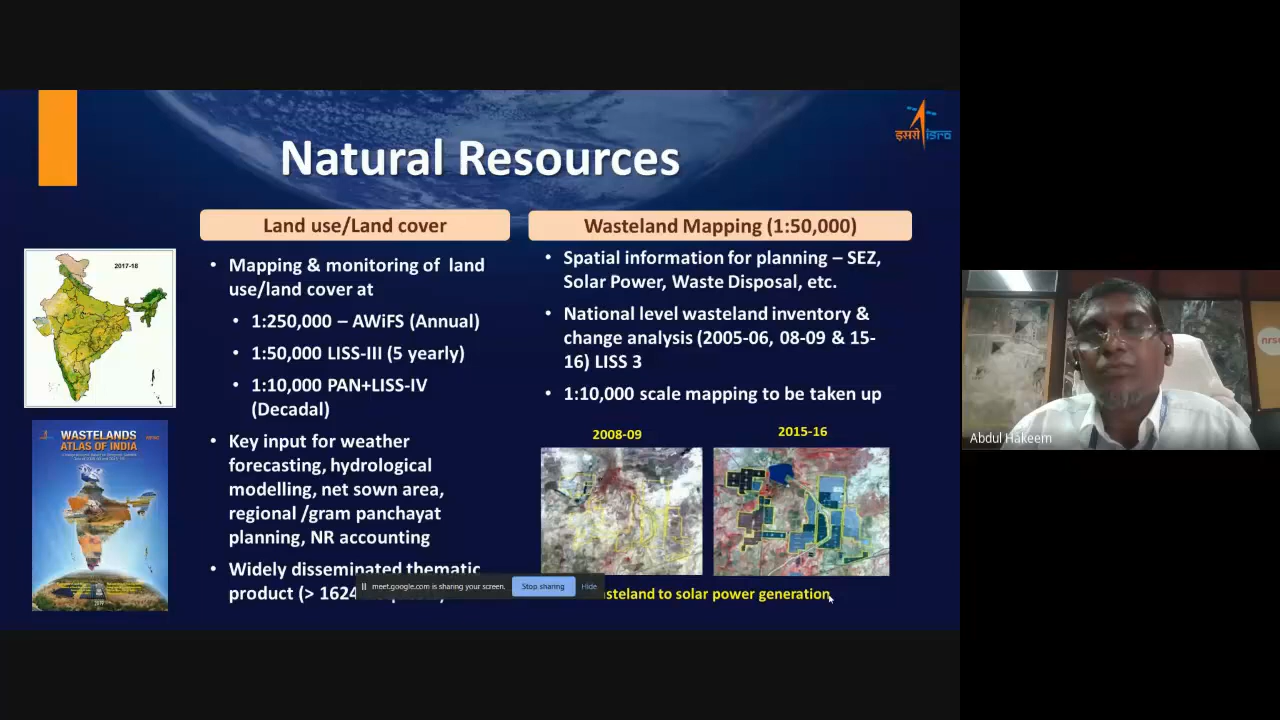 Natural Resources
इसरो isro
Land use/Land cover
Mapping & monitoring of land
use/land cover at
1:250,000 – AWiFS (Annual)
1:50,000 LISS-III (5 yearly)
1:10,000 PAN+LISS-IV
(Decadal)
Key input for weather
forecasting, hydrological
modelling, net sown area,
regional /gram panchayat
planning, NR accounting
Widely disseminated thematic
product (> 1624
Wasteland Mapping (1:50,000)
Spatial information for planning – SEZ,
Solar Power, Waste Disposal, etc.
National level wasteland inventory &
change analysis (2005-06, 08-09 & 15-
16) LISS 3
1:10,000 scale mapping to be taken up
2008-09
2015-16
to solar power generation
2017-18
WASTELANDS
ATLAS OF INDIA
meet.google.com is sharing your screen.
Stop sharing
Hide
Abdul Hakeem